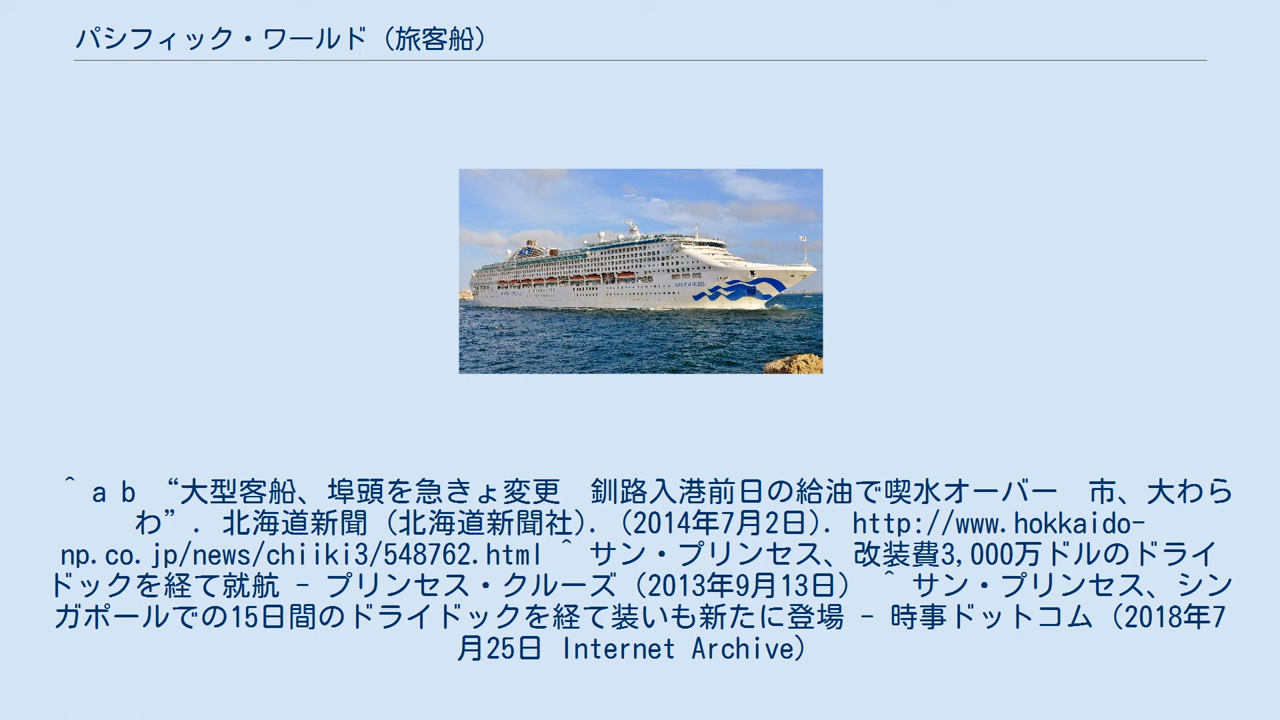 パシフィック・ワールド（旅客船）
^ a b “大型客船、埠頭を急きょ変更　釧路入港前日の給油で喫水オーバー　市、大わら
わ”. 北海道新聞（北海道新聞社）. （2014年7月2日）. http://www.hokkaido-
np.co.jp/news/chiiki3/548762.html ^ サン・プリンセス、改装費3,000万ドルのドライ
ドックを経て就航 - プリンセス・クルーズ（2013年9月13日） ^ サン・プリンセス、シン
ガポールでの15日間のドライドックを経て装いも新たに登場 - 時事ドットコム（2018年7
月25日 Internet Archive）